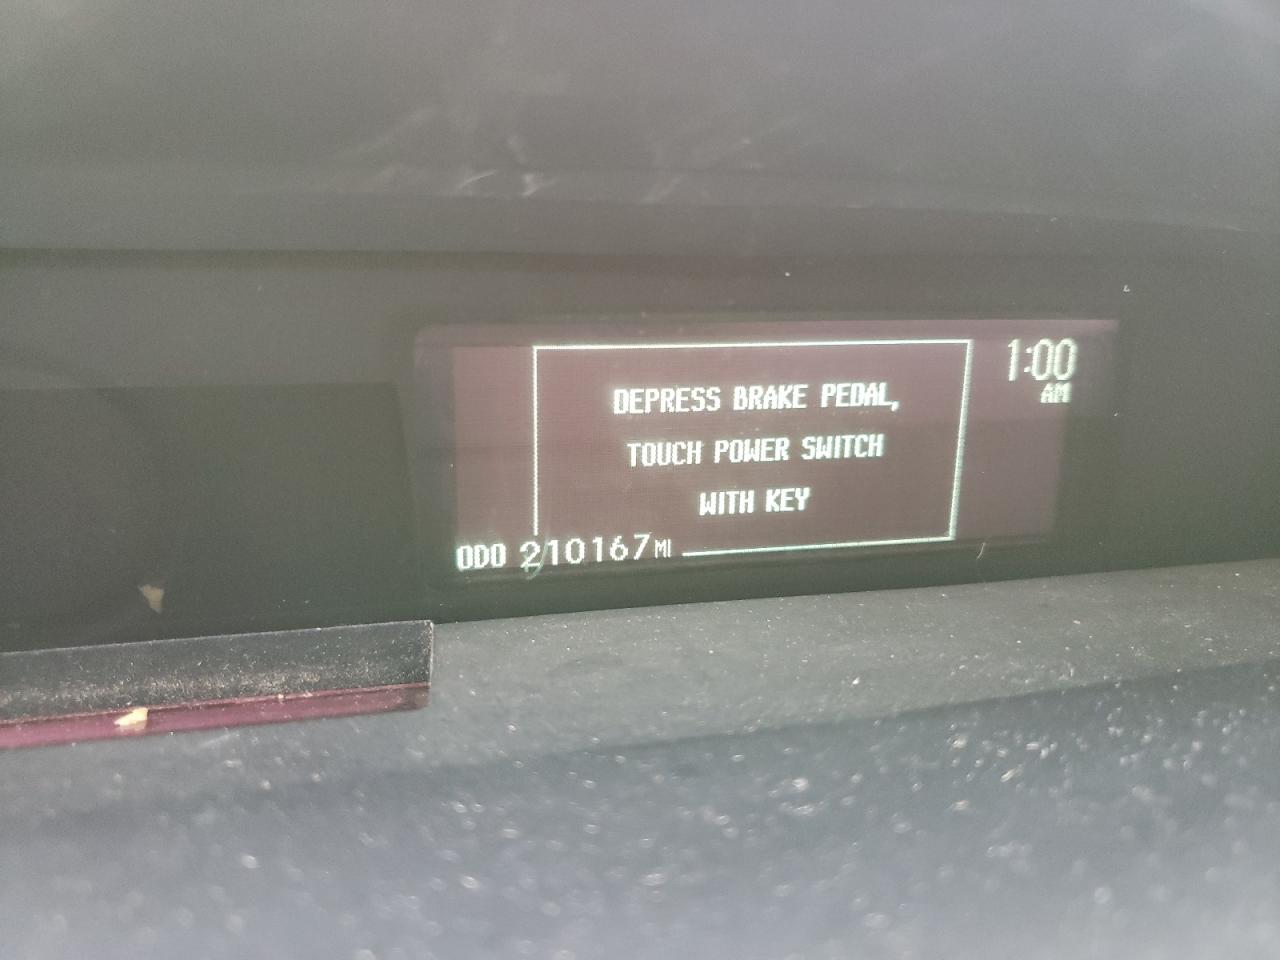 1:00
AM
DEPRESS BRAKE PEDAL,
TOUCH POWER SWITCH
WITH KEY
ODO 210167 MI